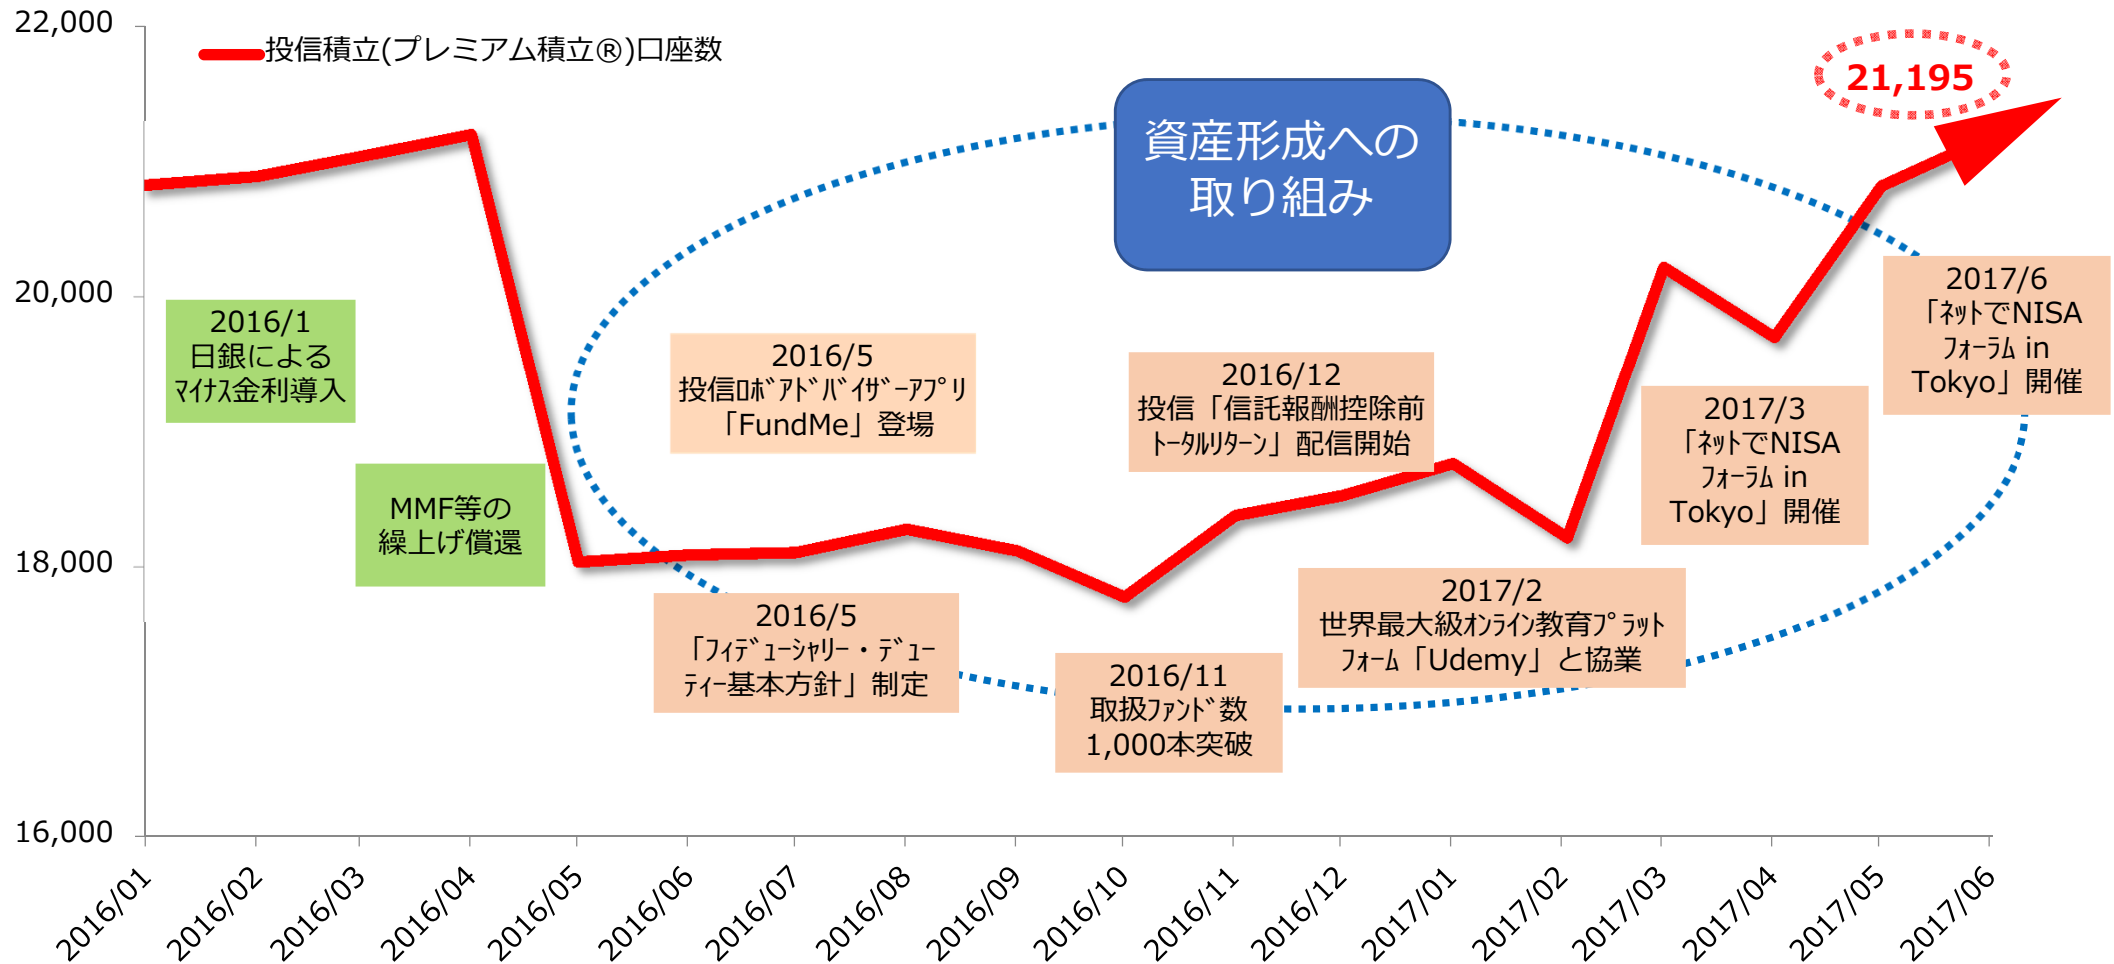 22,000
20,000
18,000
16,000
投信積立(プレミアム積立®)口座数
21,195
資産形成への
取り組み
2016/1
日銀による
ﾏｲﾅｽ金利導入
MMF等の
繰上げ償還
2016/5
投信ﾛﾎﾞｱﾄﾞﾊﾞｲｻﾞｰｱﾌﾟﾘ
「FundMe」登場
2016/5
「ﾌｨﾃﾞｭｰｼｬﾘｰ・ﾃﾞｭｰ
ﾃｨｰ基本方針」制定
2016/11
取扱ﾌｧﾝﾄﾞ数
1,000本突破
2016/12
投信「信託報酬控除前
ﾄｰﾀﾙﾘﾀｰﾝ」配信開始
2017/2
世界最大級ｵﾝﾗｲﾝ教育ﾌﾟﾗｯﾄ
ﾌｫｰﾑ「Udemy」と協業
2017/3
「ﾈｯﾄでNISA
ﾌｫｰﾗﾑ in
Tokyo」開催
2017/6
「ﾈｯﾄでNISA
ﾌｫｰﾗﾑ in
Tokyo」開催
2016/01
2016/02
2016/03
2016/04
2016/05
2016/06
2016/07
2016/08
2016/09
2016/10
2016/11
2016/12
2017/01
2017/02
2017/03
2017/04
2017/05
2017/06